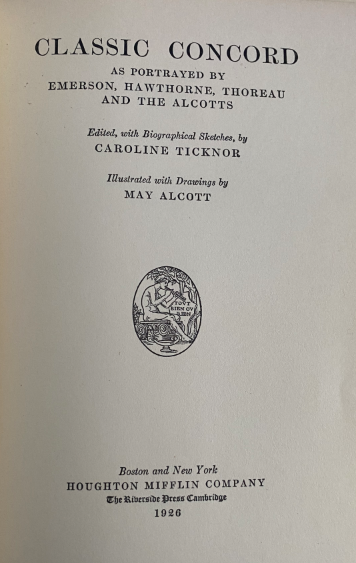 CLASSIC CONCORD
AS PORTRAYED BY
EMERSON, HAWTHORNE, THOREAU
AND THE ALCOTTS
Edited, with Biographical Sketches, by
CAROLINE TICKNOR
Illustrated with Drawings by
MAY ALCOTT
TOVT
BIEN OV
RIEN
Boston and New York
HOUGHTON MIFFLIN COMPANY
The Riverside Press Cambridge
1926